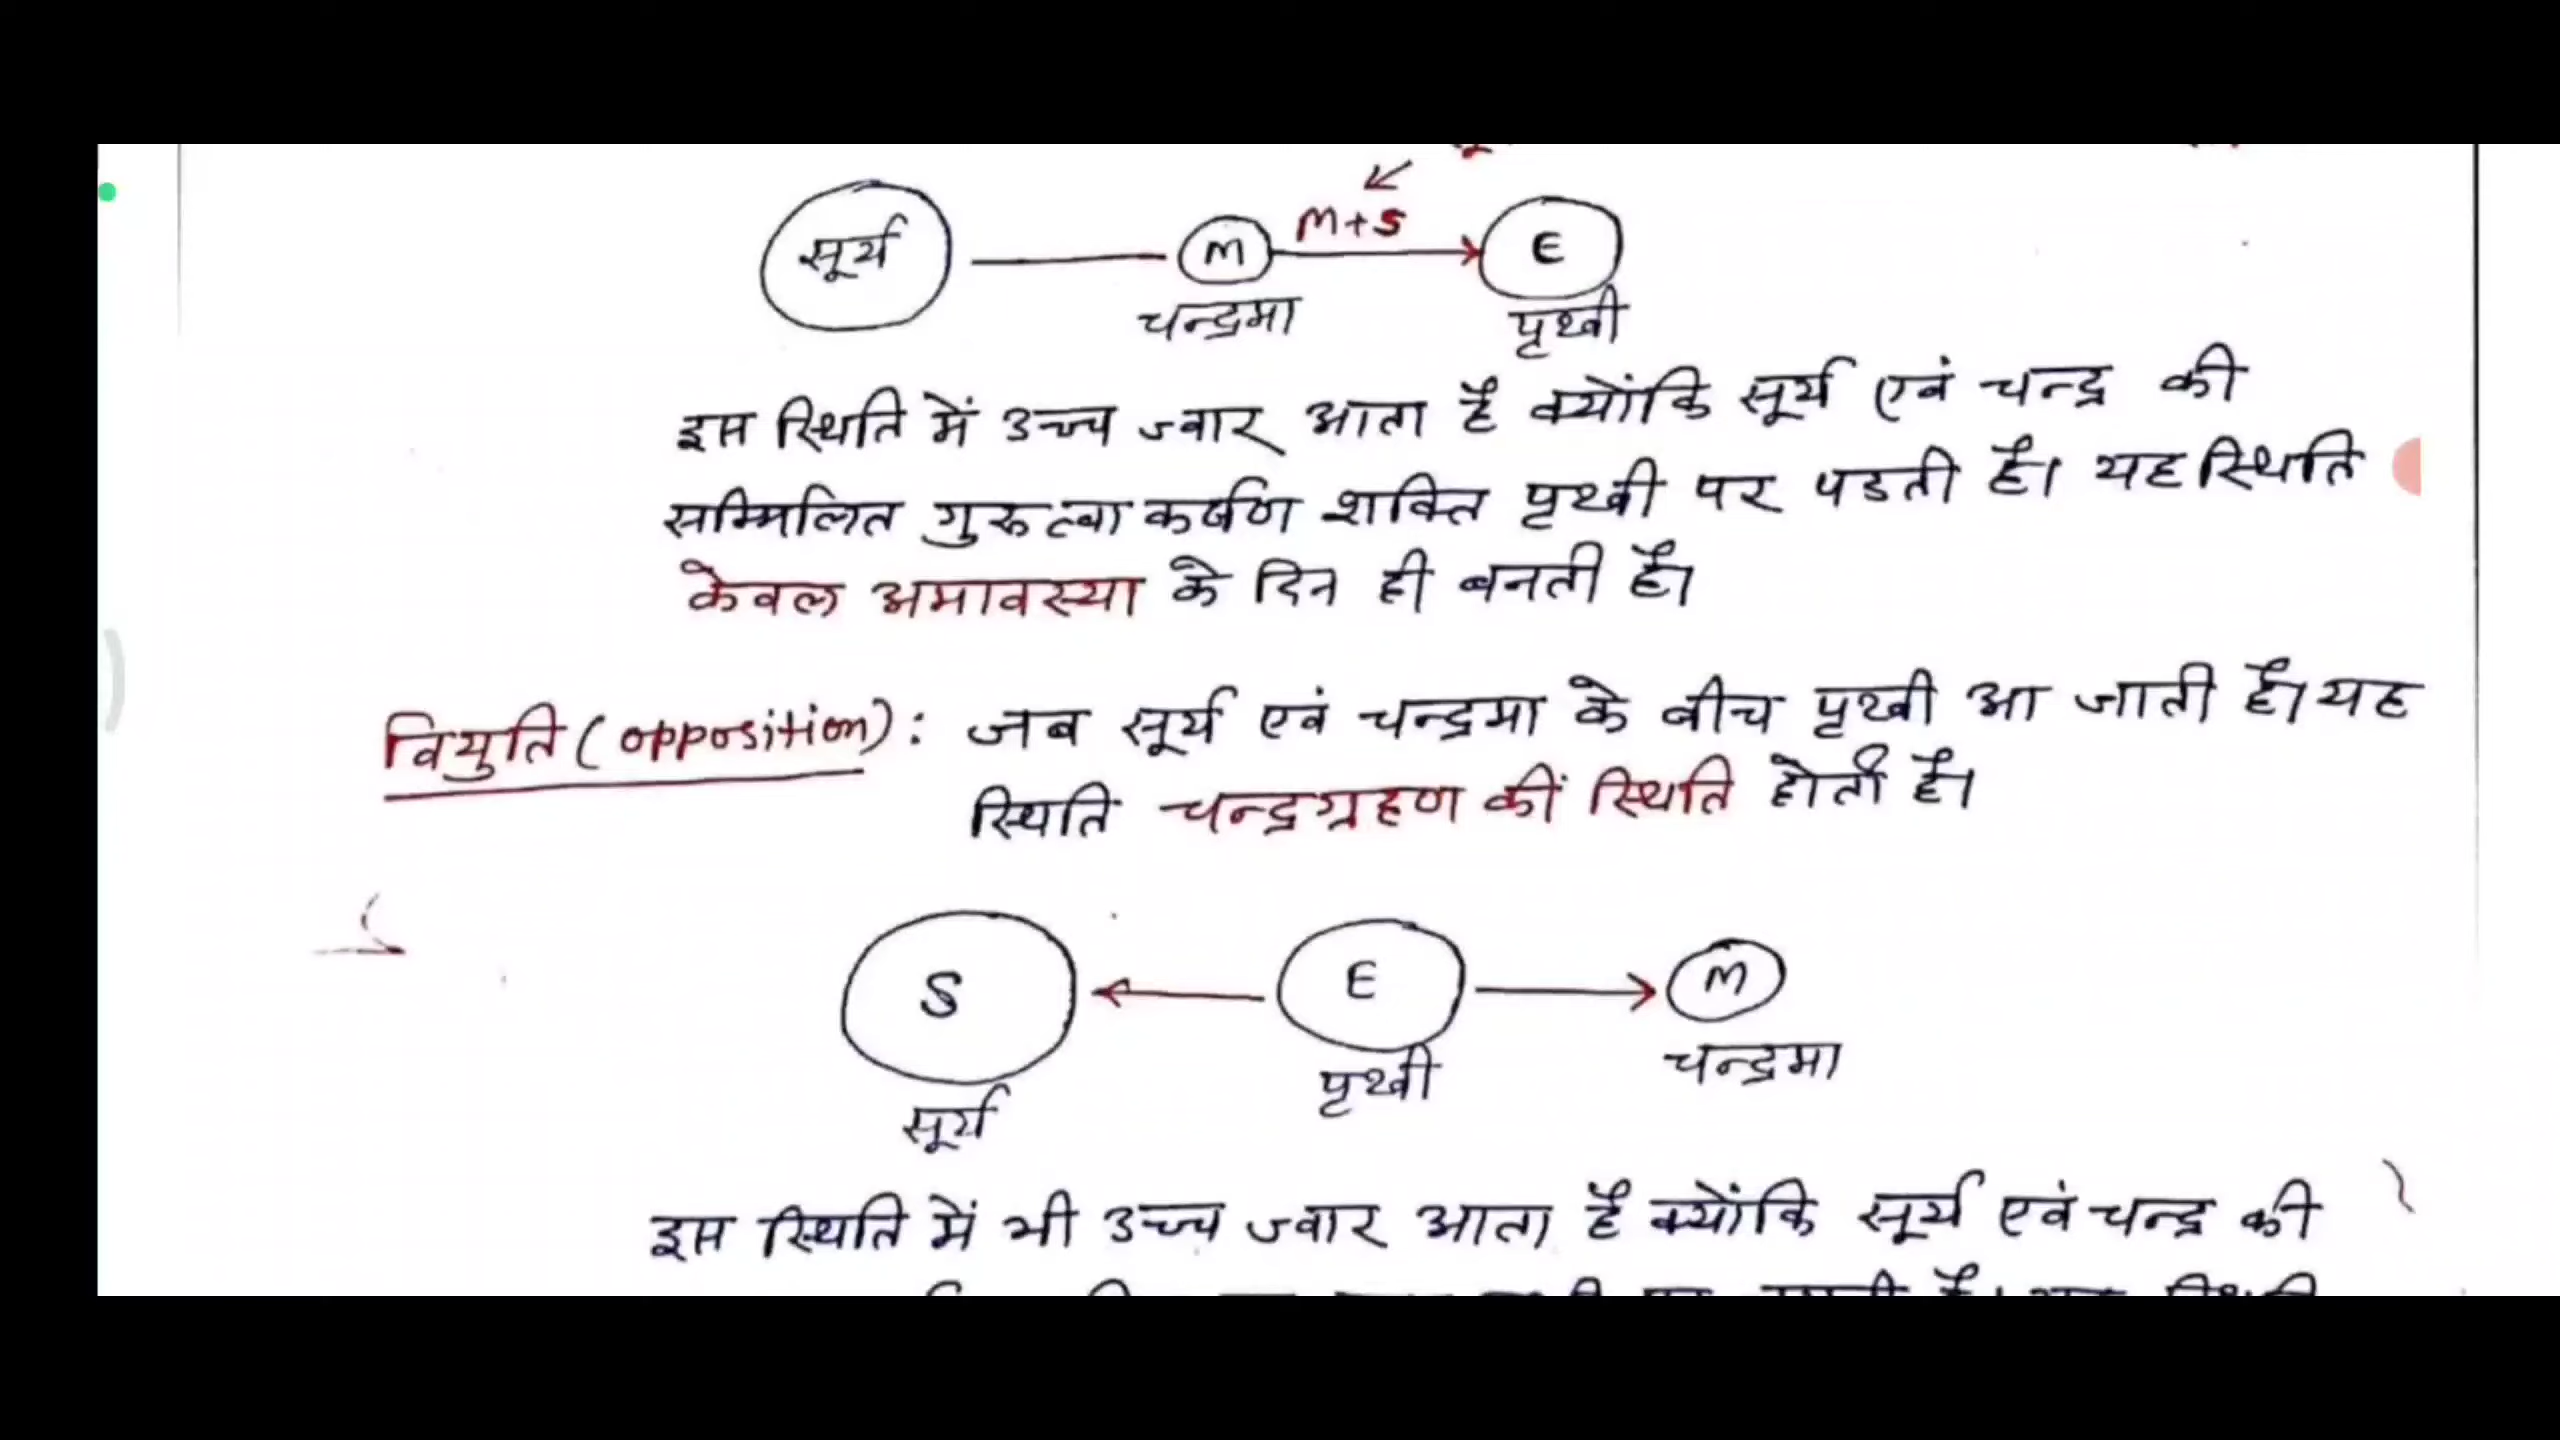 M+S
सूर्य M E
चन्द्रमा पृथ्वी
इस स्थिति में उच्च ज्वार आता है क्योंकि सूर्य एवं चन्द्र की
सम्मिलित गुरुत्वाकर्षण शक्ति पृथ्वी पर पडती है। यह स्थिति
केवल अमावस्या के दिन ही बनती है।
वियुति (opposition): जब सूर्य एवं चन्द्रमा के बीच पृथ्वी आ जाती है। यह
स्थिति चन्द्रग्रहण कीं स्थिति होती है।
S E M
सूर्य पृथ्वी चन्द्रमा
इस स्थिति में भी उच्च ज्वार आता है क्योंकि सूर्य एवं चन्द्र की